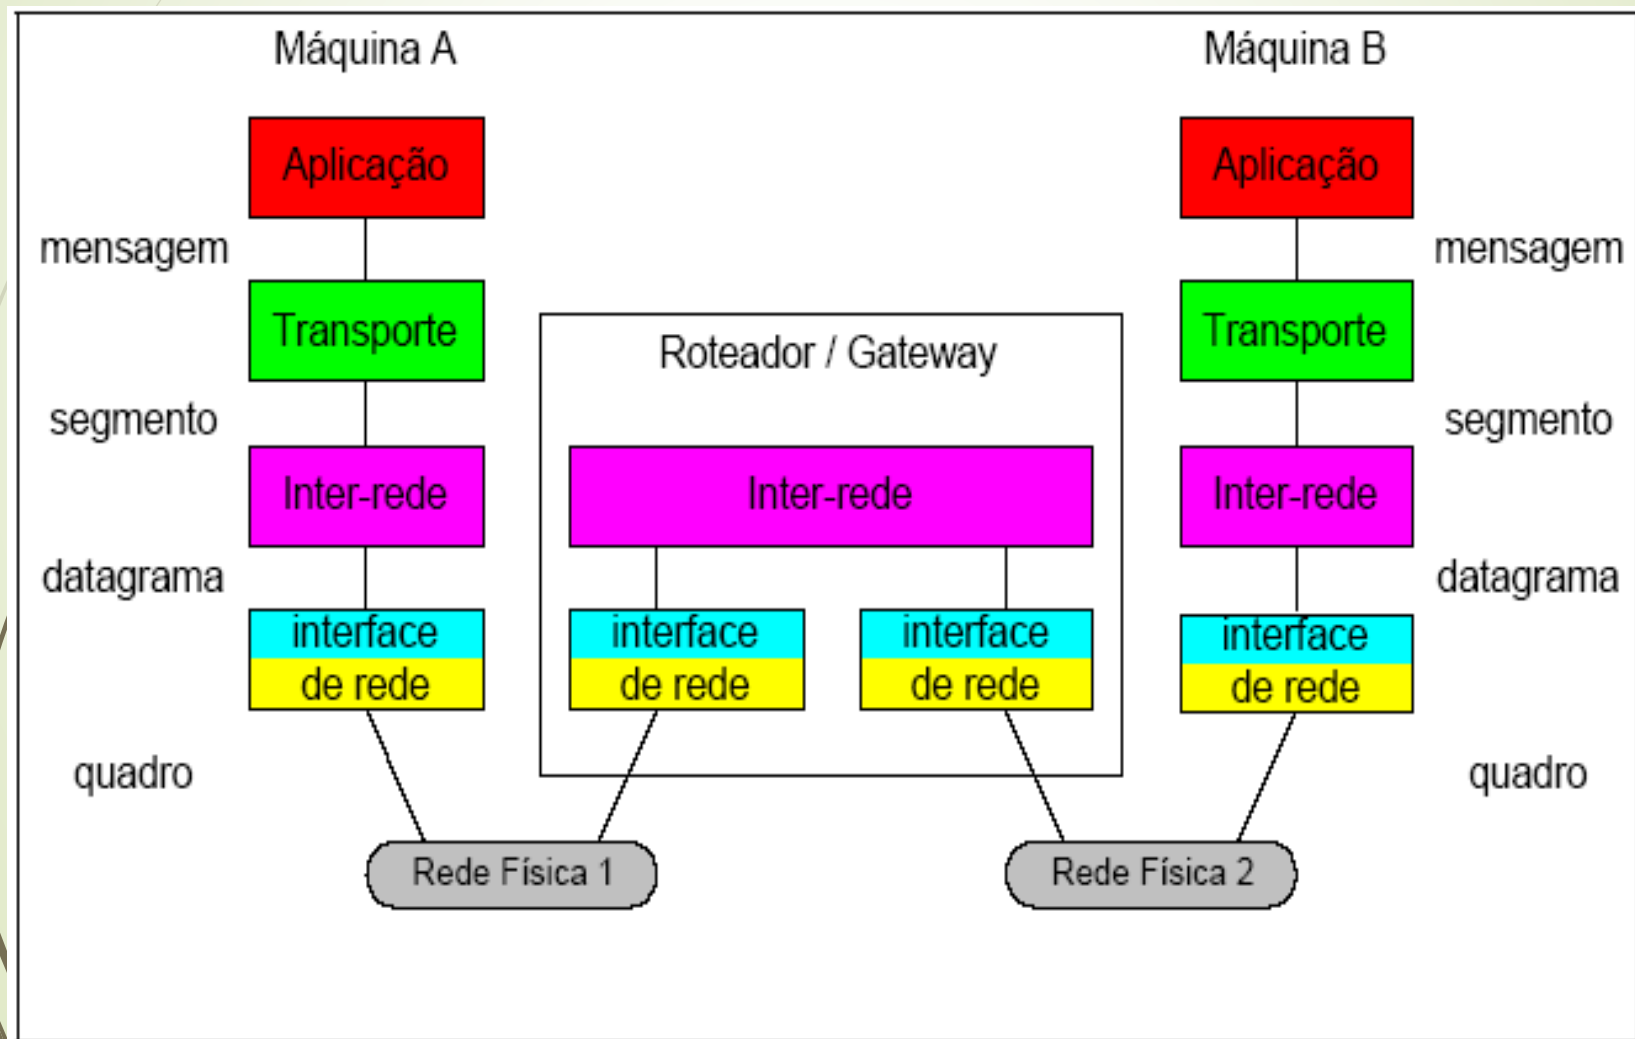 Máquina A
Máquina B
Aplicação
Aplicação
mensagem
mensagem
Transporte
Roteador / Gateway
Transporte
segmento
segmento
Inter-rede
Inter-rede
Inter-rede
datagrama
datagrama
interface
de rede
interface
de rede
interface
de rede
interface
de rede
quadro
quadro
Rede Física 1
Rede Física 2